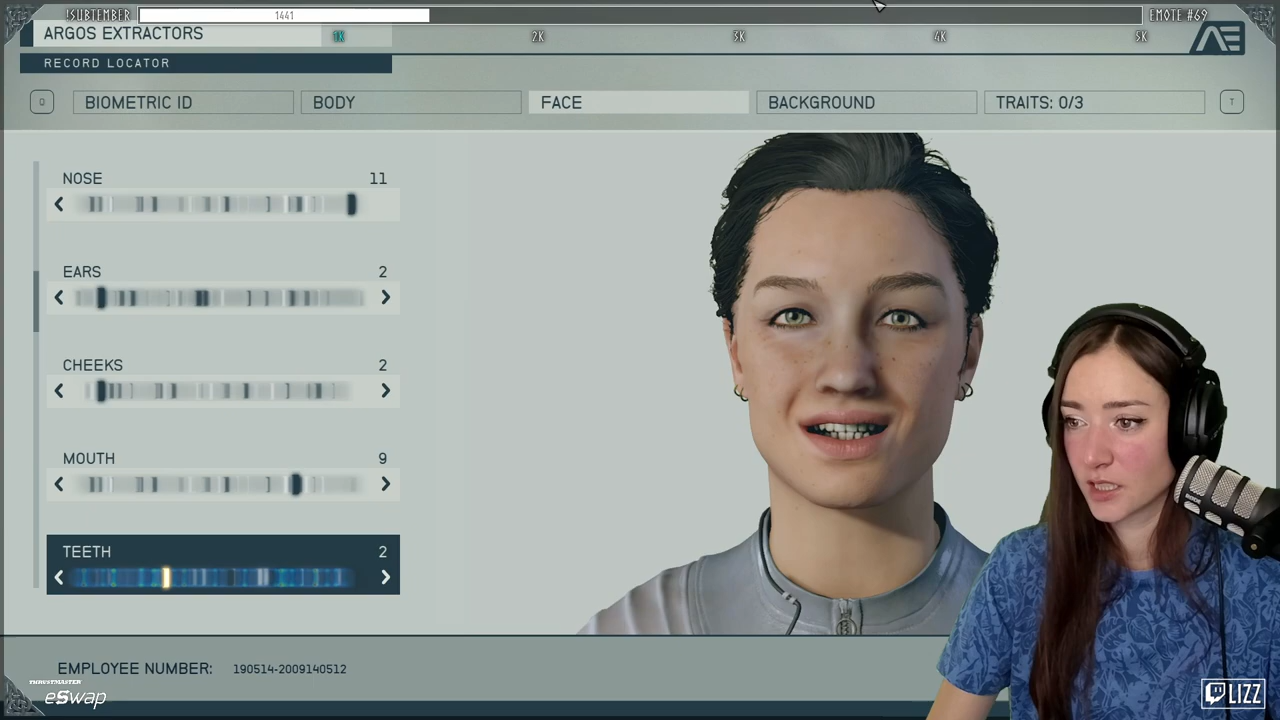 !SUBTEMBER 1441 EMOTE #69
1K 2K 3K 4K 5K
ARGOS EXTRACTORS AE
RECORD LOCATOR
Q BIOMETRIC ID BODY FACE BACKGROUND TRAITS: 0/3 T
NOSE 11
EARS 2
CHEEKS 2
MOUTH 9
TEETH 2
EMPLOYEE NUMBER: 190514-2009140512
THRUSTMASTER
eSwap
LIZZ